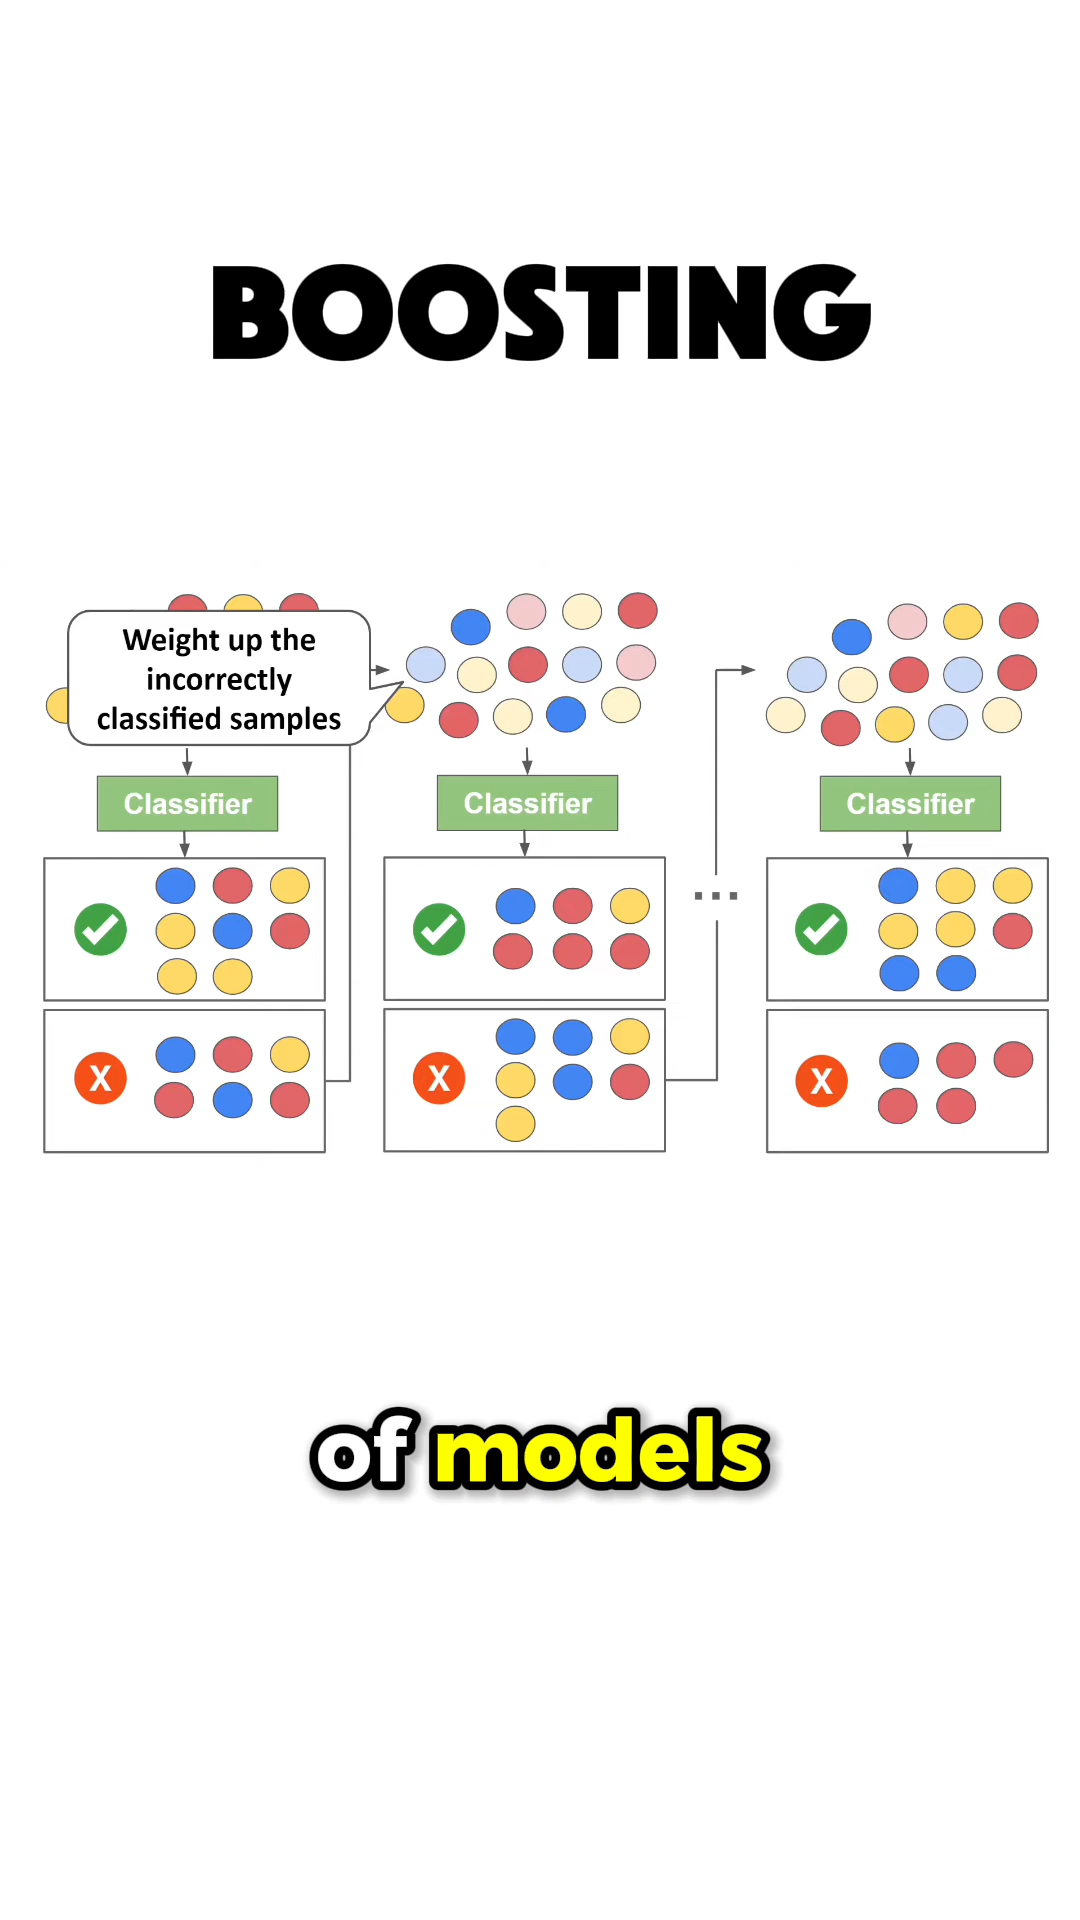 BOOSTING
Weight up the
incorrectly
classified samples
Classifier
Classifier
Classifier
...
X
X
X
of models